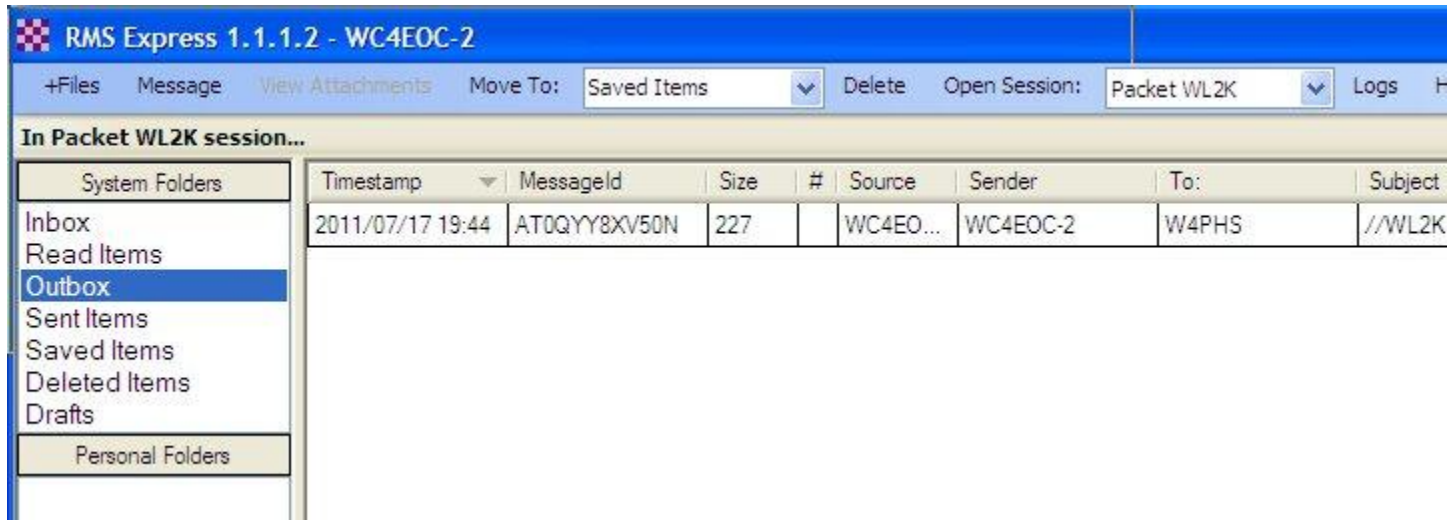 RMS Express 1.1.1.2 - WC4EOC-2
+Files Message View Attachments Move To: Saved Items Delete Open Session: Packet WL2K Logs H
In Packet WL2K session...
System Folders
Inbox
Read Items
Outbox
Sent Items
Saved Items
Deleted Items
Drafts
Personal Folders
Timestamp MessageId Size # Source Sender To: Subject
2011/07/17 19:44 AT0QYY8XV50N 227 WC4EO... WC4EOC-2 W4PHS //WL2K